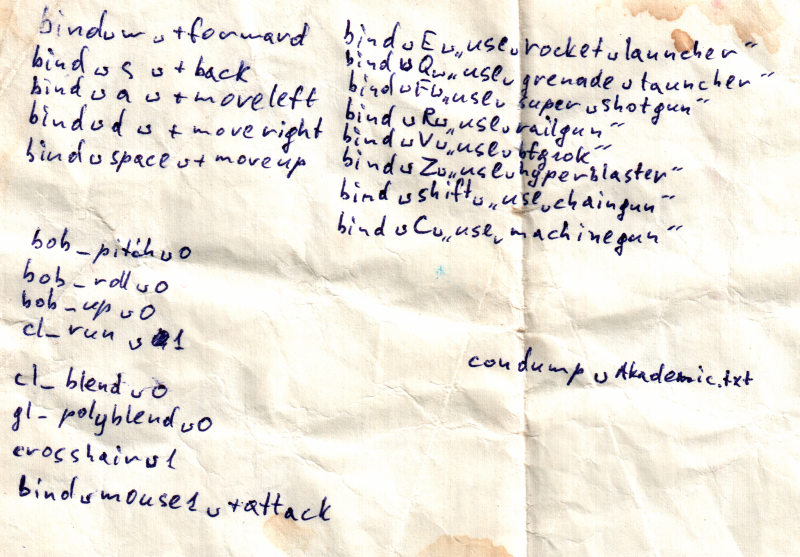 bind␣w␣+forward
bind␣s␣+back
bind␣a␣+moveleft
bind␣d␣+moveright
bind␣space␣+moveup
bob_pitch␣0
bob_roll␣0
bob_up␣0
cl_run␣1
cl_blend␣0
gl_polyblend␣0
crosshair␣1
bind␣mouse1␣+attack
bind␣E␣„use␣rocket␣launcher“
bind␣Q␣„use␣grenade␣launcher“
bind␣F␣„use␣super␣shotgun“
bind␣R␣„use␣railgun“
bind␣V␣„use␣bfg10k“
bind␣Z␣„use␣hyperblaster“
bind␣shift␣„use␣chaingun“
bind␣C␣„use␣machinegun“
condump␣Akademic.txt